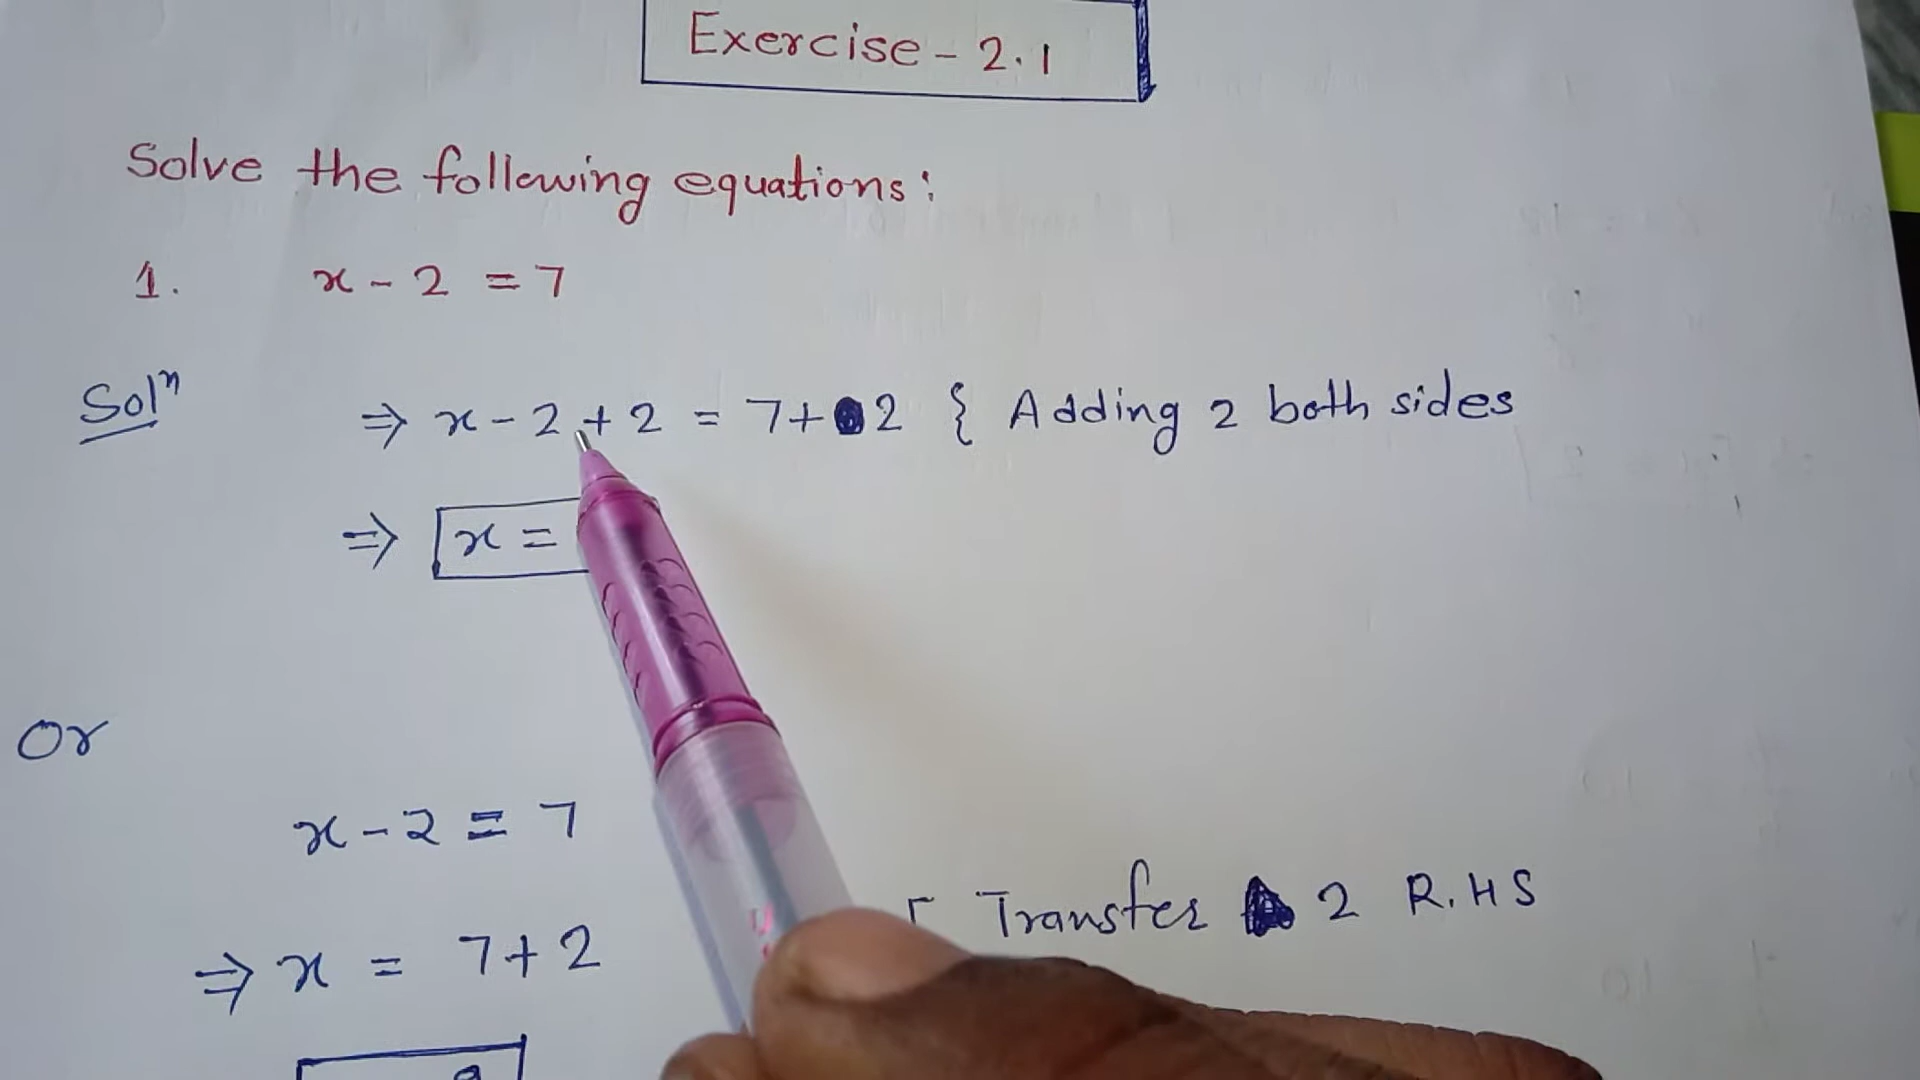 Exercise - 2.1
Solve the following equations:
1. x - 2 = 7
Solⁿ ⇒ x - 2 + 2 = 7 + 2 { Adding 2 both sides
⇒ x =
Or
x - 2 = 7
⇒ x = 7 + 2 [ Transfer 2 R.H S
9